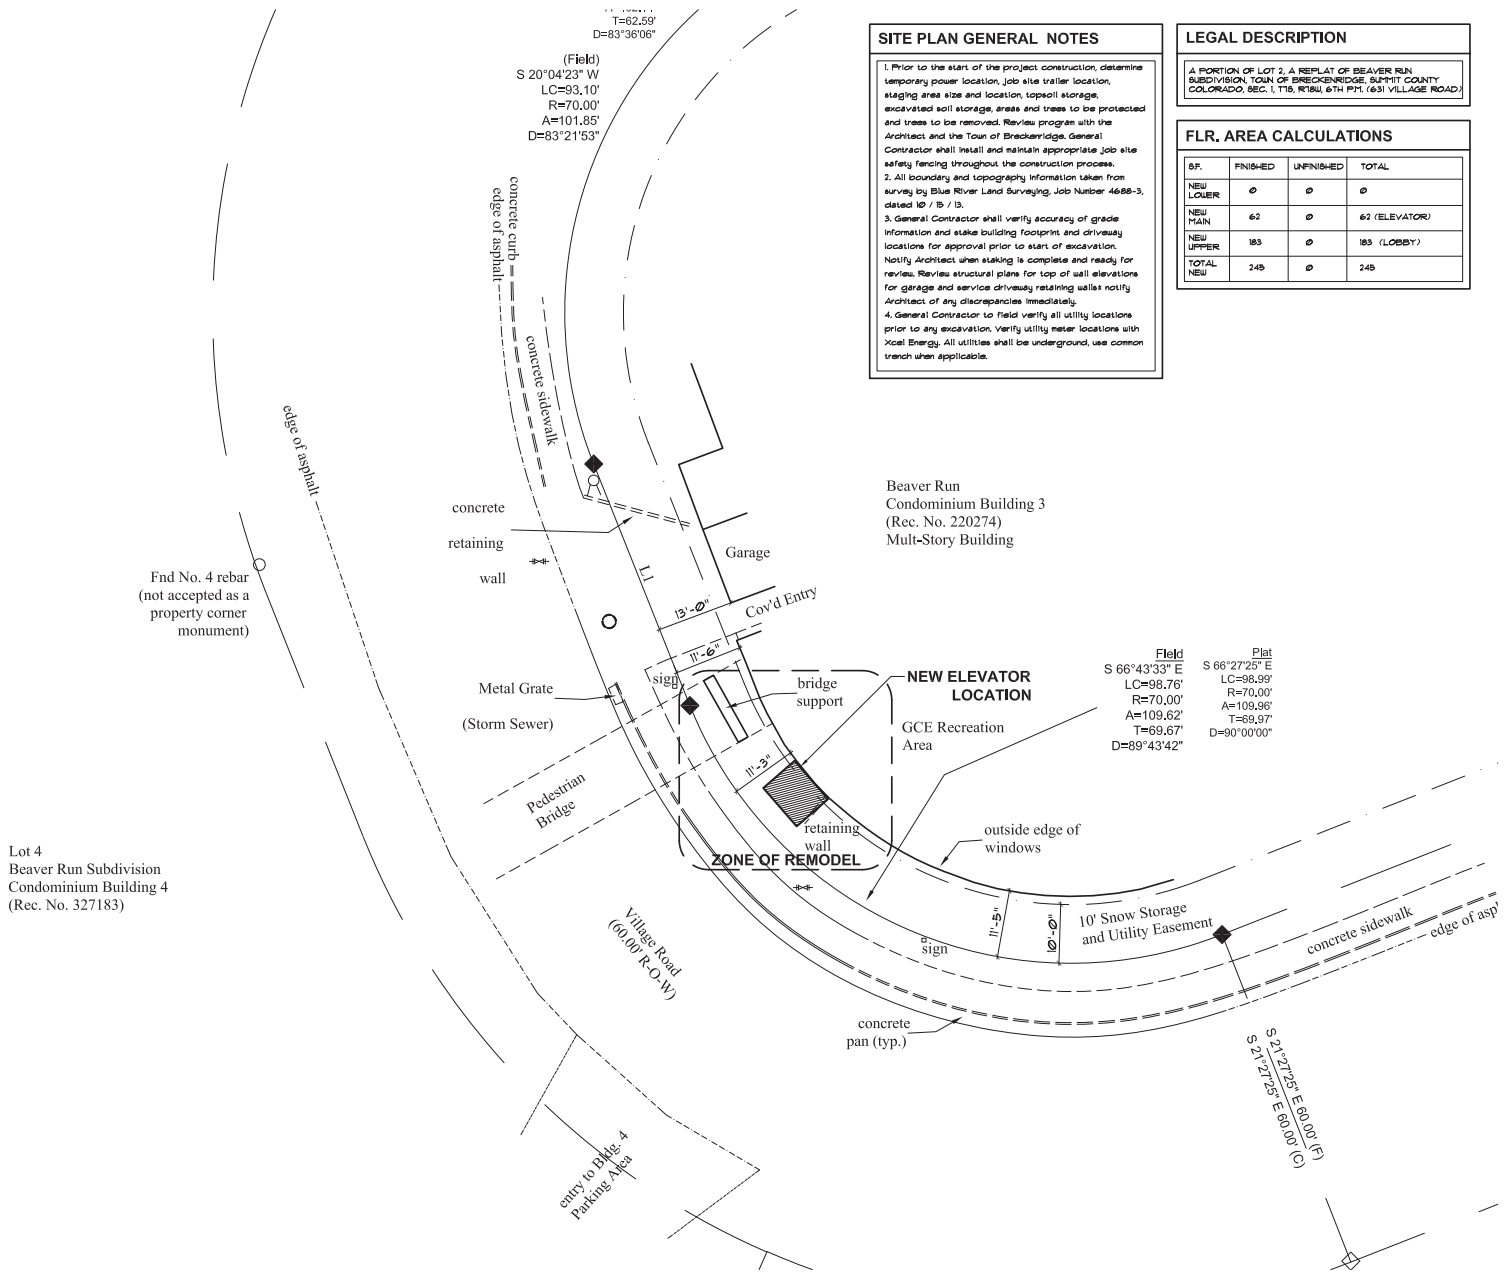 T=62.59'
D=83°36'06"
(Field)
S 20°04'23" W
LC=93.10'
R=70.00'
A=101.85'
D=83°21'53"
SITE PLAN GENERAL NOTES
1. Prior to the start of the project construction, determine
temporary power location, job site trailer location,
staging area size and location, topsoil storage,
excavated soil storage, areas and trees to be protected
and trees to be removed. Review program with the
Architect and the Town of Breckenridge. General
Contractor shall install and maintain appropriate job site
safety fencing throughout the construction process.
2. All boundary and topography information taken from
survey by Blue River Land Surveying, Job Number 4688-3,
dated 10 / 15 / 13.
3. General Contractor shall verify accuracy of grade
information and stake building footprint and driveway
locations for approval prior to start of excavation.
Notify Architect when staking is complete and ready for
review. Review structural plans for top of wall elevations
for garage and service driveway retaining walls: notify
Architect of any discrepancies immediately.
4. General Contractor to field verify all utility locations
prior to any excavation. Verify utility meter locations with
Xcel Energy. All utilities shall be underground, use common
trench when applicable.
LEGAL DESCRIPTION
A PORTION OF LOT 2, A REPLAT OF BEAVER RUN
SUBDIVISION, TOWN OF BRECKENRIDGE, SUMMIT COUNTY
COLORADO, SEC. 1, T7S, R78W, 6TH P.M. (631 VILLAGE ROAD)
FLR. AREA CALCULATIONS
S.F. FINISHED UNFINISHED TOTAL
NEW LOWER 0 0 0
NEW MAIN 62 0 62 (ELEVATOR)
NEW UPPER 183 0 183 (LOBBY)
TOTAL NEW 245 0 245
concrete curb
edge of asphalt
concrete sidewalk
edge of asphalt
concrete
retaining
wall
L1
Garage
Beaver Run
Condominium Building 3
(Rec. No. 220274)
Mult-Story Building
Fnd No. 4 rebar
(not accepted as a
property corner
monument)
13'-0"
Cov'd Entry
11'-6"
sign
Metal Grate
(Storm Sewer)
bridge
support
NEW ELEVATOR
LOCATION
GCE Recreation
Area
Field
S 66°43'33" E
LC=98.76'
R=70.00'
A=109.62'
T=69.67'
D=89°43'42"
Plat
S 66°27'25" E
LC=98.99'
R=70.00'
A=109.96'
T=69.97'
D=90°00'00"
11'-3"
Pedestrian
Bridge
retaining
wall
ZONE OF REMODEL
outside edge of
windows
Lot 4
Beaver Run Subdivision
Condominium Building 4
(Rec. No. 327183)
Village Road
(60.00' R-O-W)
sign
11'-5"
10'-0"
10' Snow Storage
and Utility Easement
concrete sidewalk
edge of asp
concrete
pan (typ.)
S 21°27'25" E 60.00' (F)
S 21°27'25" E 60.00' (C)
entry to Bldg. 4
Parking Area